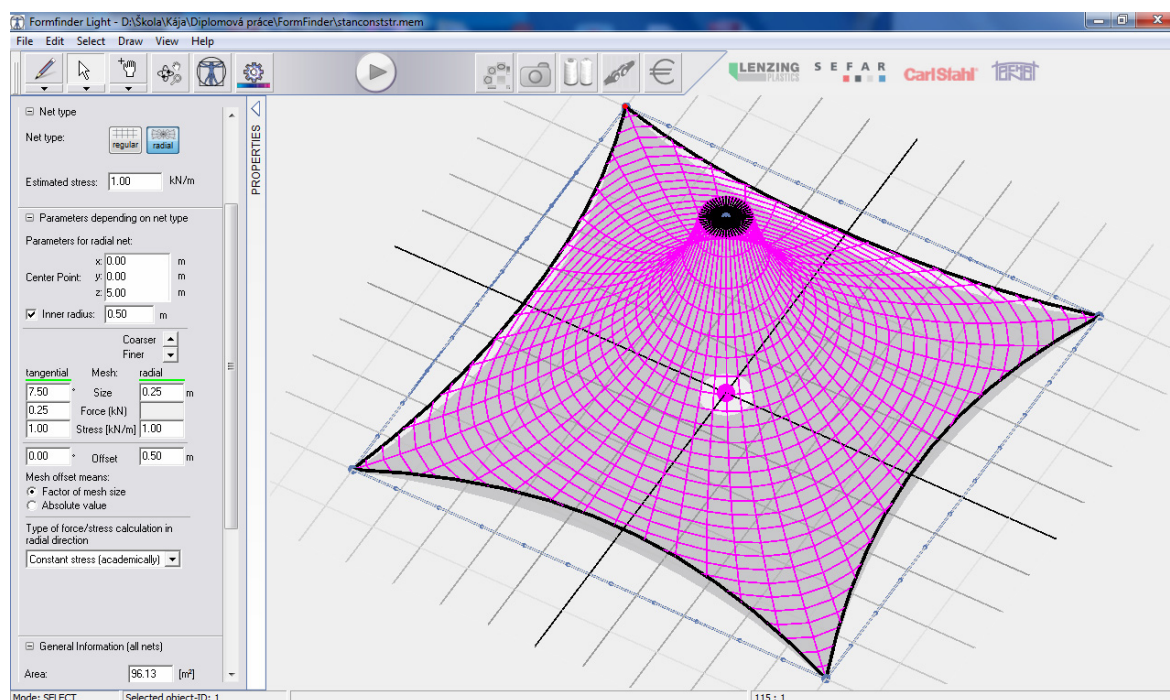 Formfinder Light - D:\Škola\Kája\Diplomová práce\FormFinder\stanconststr.mem
File Edit Select Draw View Help
LENZING PLASTICS
SEFAR
Carl Stahl
PROPERTIES
Net type
Net type: regular radial
Estimated stress: 1.00 kN/m
Parameters depending on net type
Parameters for radial net:
x: 0.00 m
Center Point: y: 0.00 m
z: 5.00 m
Inner radius: 0.50 m
Coarser
Finer
tangential Mesh: radial
7.50 ° Size 0.25 m
0.25 Force (kN)
1.00 Stress [kN/m] 1.00
0.00 ° Offset 0.50 m
Mesh offset means:
Factor of mesh size
Absolute value
Type of force/stress calculation in
radial direction
Constant stress (academically)
General Information (all nets)
Area: 96.13 [m²]
Mode: SELECT Selected object-ID: 1 115 : 1